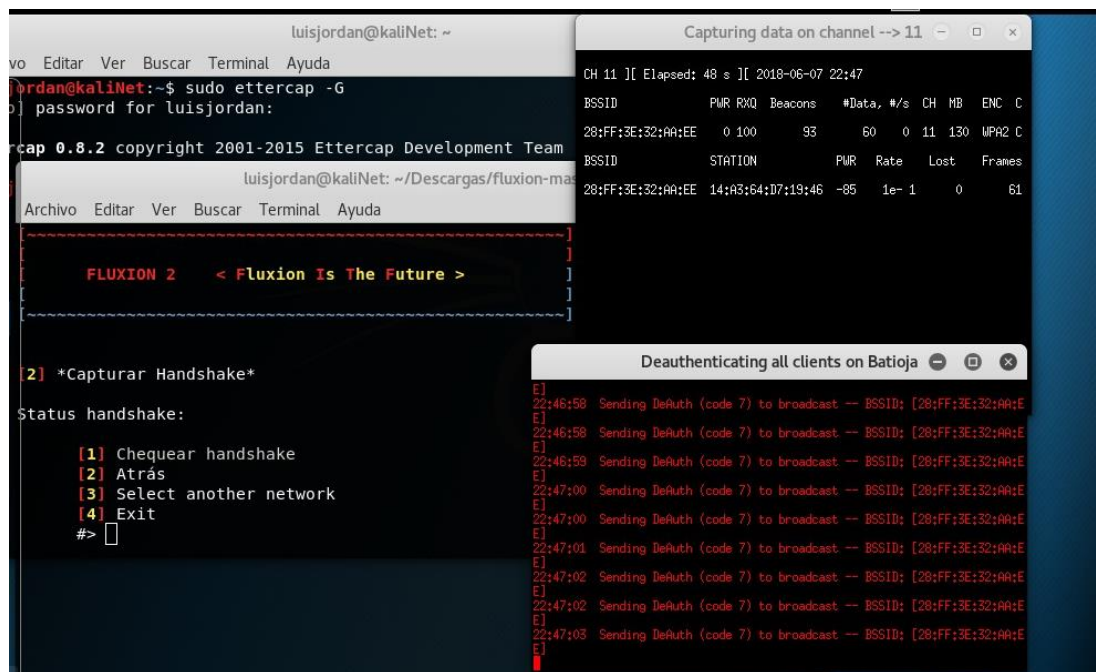 luisjordan@kaliNet: ~
vo Editar Ver Buscar Terminal Ayuda
jordan@kaliNet:~$ sudo ettercap -G
o] password for luisjordan:
rcap 0.8.2 copyright 2001-2015 Ettercap Development Team
luisjordan@kaliNet: ~/Descargas/fluxion-mas
Archivo Editar Ver Buscar Terminal Ayuda
[~~~~~~~~~~~~~~~~~~~~~~~~~~~~~~~~~~~~~~~~~~~~~~~~~~~~~~]
[ ]
[ FLUXION 2 < Fluxion Is The Future > ]
[ ]
[~~~~~~~~~~~~~~~~~~~~~~~~~~~~~~~~~~~~~~~~~~~~~~~~~~~~~~]
[2] *Capturar Handshake*
Status handshake:
[1] Chequear handshake
[2] Atrás
[3] Select another network
[4] Exit
#>
Capturing data on channel --> 11
CH 11 ][ Elapsed: 48 s ][ 2018-06-07 22:47
BSSID PWR RXQ Beacons #Data, #/s CH MB ENC C
28:FF:3E:32:AA:EE 0 100 93 60 0 11 130 WPA2 C
BSSID STATION PWR Rate Lost Frames
28:FF:3E:32:AA:EE 14:A3:64:D7:19:46 -85 1e- 1 0 61
Deauthenticating all clients on Batioja
E]
22:46:58 Sending DeAuth (code 7) to broadcast -- BSSID: [28:FF:3E:32:AA:E
E]
22:46:58 Sending DeAuth (code 7) to broadcast -- BSSID: [28:FF:3E:32:AA:E
E]
22:46:59 Sending DeAuth (code 7) to broadcast -- BSSID: [28:FF:3E:32:AA:E
E]
22:47:00 Sending DeAuth (code 7) to broadcast -- BSSID: [28:FF:3E:32:AA:E
E]
22:47:00 Sending DeAuth (code 7) to broadcast -- BSSID: [28:FF:3E:32:AA:E
E]
22:47:01 Sending DeAuth (code 7) to broadcast -- BSSID: [28:FF:3E:32:AA:E
E]
22:47:02 Sending DeAuth (code 7) to broadcast -- BSSID: [28:FF:3E:32:AA:E
E]
22:47:02 Sending DeAuth (code 7) to broadcast -- BSSID: [28:FF:3E:32:AA:E
E]
22:47:03 Sending DeAuth (code 7) to broadcast -- BSSID: [28:FF:3E:32:AA:E
E]